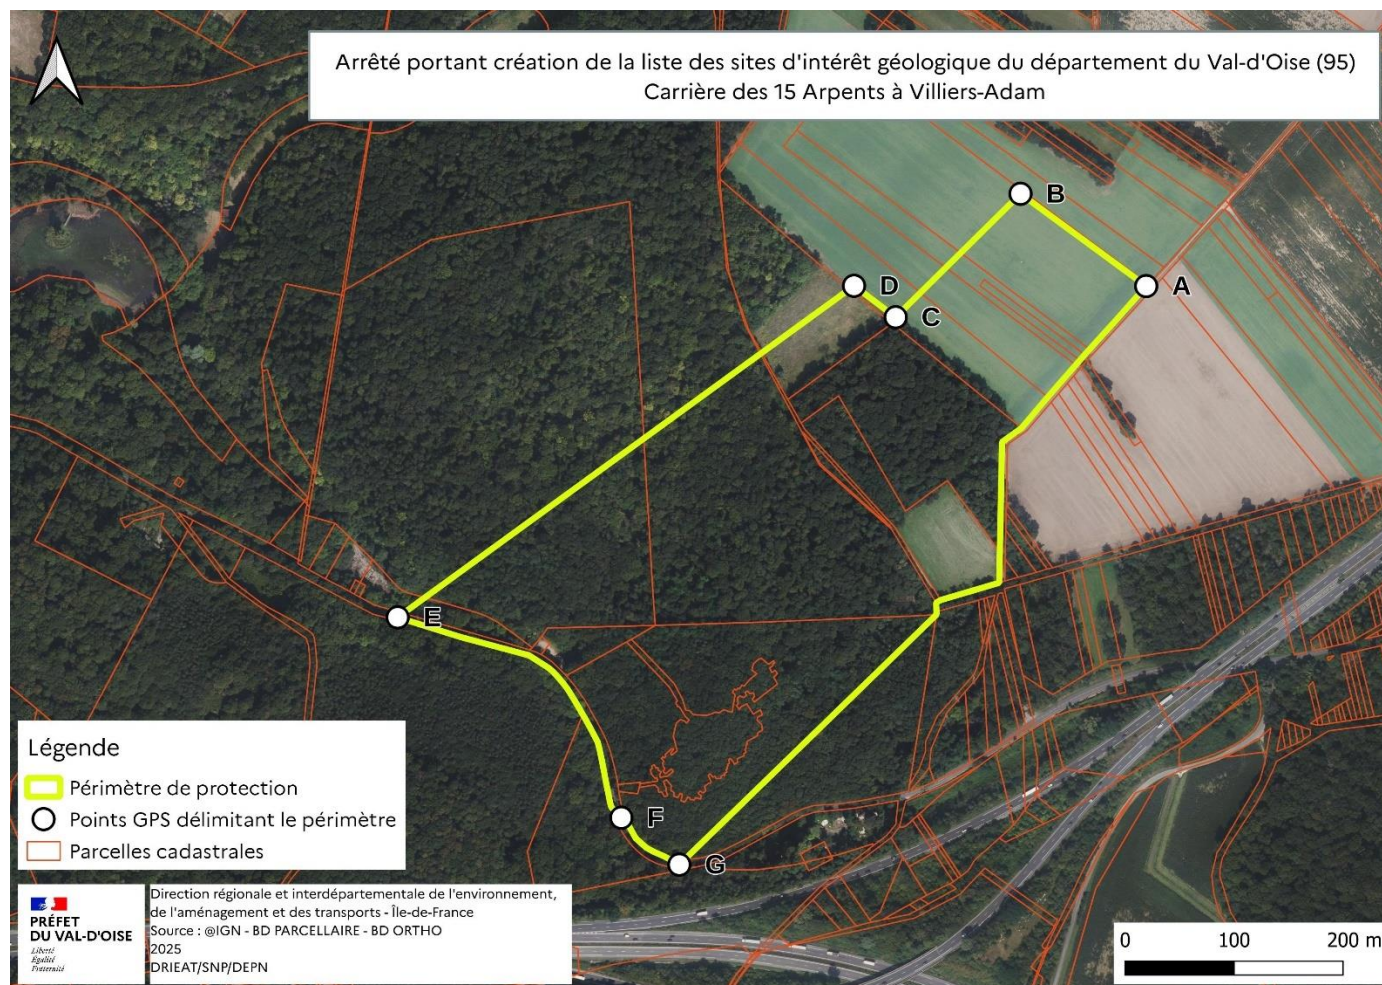 Arrêté portant création de la liste des sites d'intérêt géologique du département du Val-d'Oise (95)
Carrière des 15 Arpents à Villiers-Adam
B
D
A
C
E
F
G
Légende
Périmètre de protection
Points GPS délimitant le périmètre
Parcelles cadastrales
PRÉFET
DU VAL-D'OISE
Liberté
Égalité
Fraternité
Direction régionale et interdépartementale de l'environnement,
de l'aménagement et des transports - Île-de-France
Source : @IGN - BD PARCELLAIRE - BD ORTHO
2025
DRIEAT/SNP/DEPN
0 100 200 m